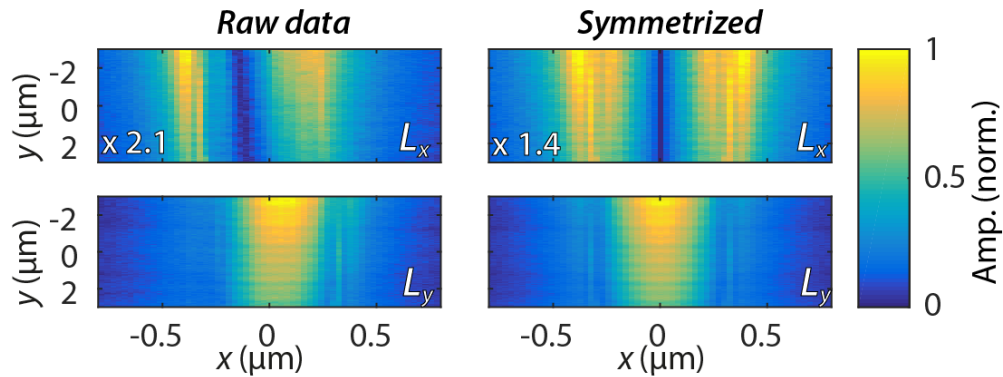 Raw data
Symmetrized
y (μm)
-2
0
2
x 2.1
Lx
x 1.4
Lx
y (μm)
-2
0
2
Ly
Ly
-0.5
0
0.5
x (μm)
-0.5
0
0.5
x (μm)
1
0.5
0
Amp. (norm.)